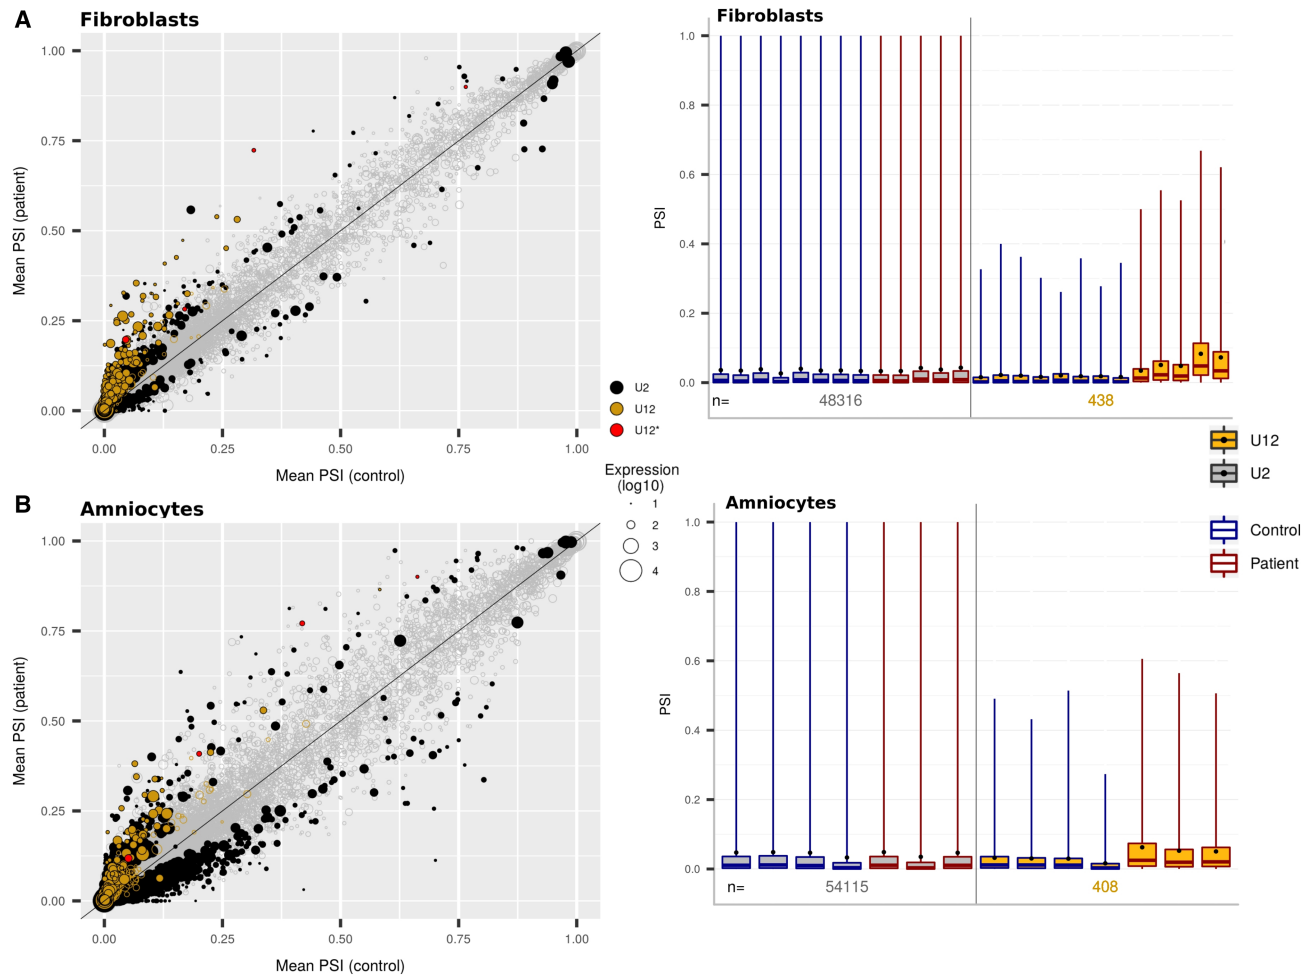 A
Fibroblasts
1.00
0.75
0.50
0.25
0.00
Mean PSI (patient)
0.00 0.25 0.50 0.75 1.00
Mean PSI (control)
U2
U12
U12*
Fibroblasts
1.0
0.8
0.6
0.4
0.2
0.0
PSI
n= 48316 438
Expression
(log10)
1
2
3
4
U12
U2
Control
Patient
B
Amniocytes
1.00
0.75
0.50
0.25
0.00
Mean PSI (patient)
0.00 0.25 0.50 0.75 1.00
Mean PSI (control)
Amniocytes
1.0
0.8
0.6
0.4
0.2
0.0
PSI
n= 54115 408